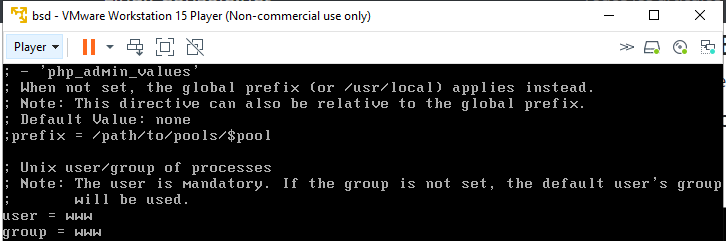 bsd - VMware Workstation 15 Player (Non-commercial use only)
Player
; - 'php_admin_values'
; When not set, the global prefix (or /usr/local) applies instead.
; Note: This directive can also be relative to the global prefix.
; Default Value: none
;prefix = /path/to/pools/$pool
; Unix user/group of processes
; Note: The user is mandatory. If the group is not set, the default user's group
;       will be used.
user = www
group = www